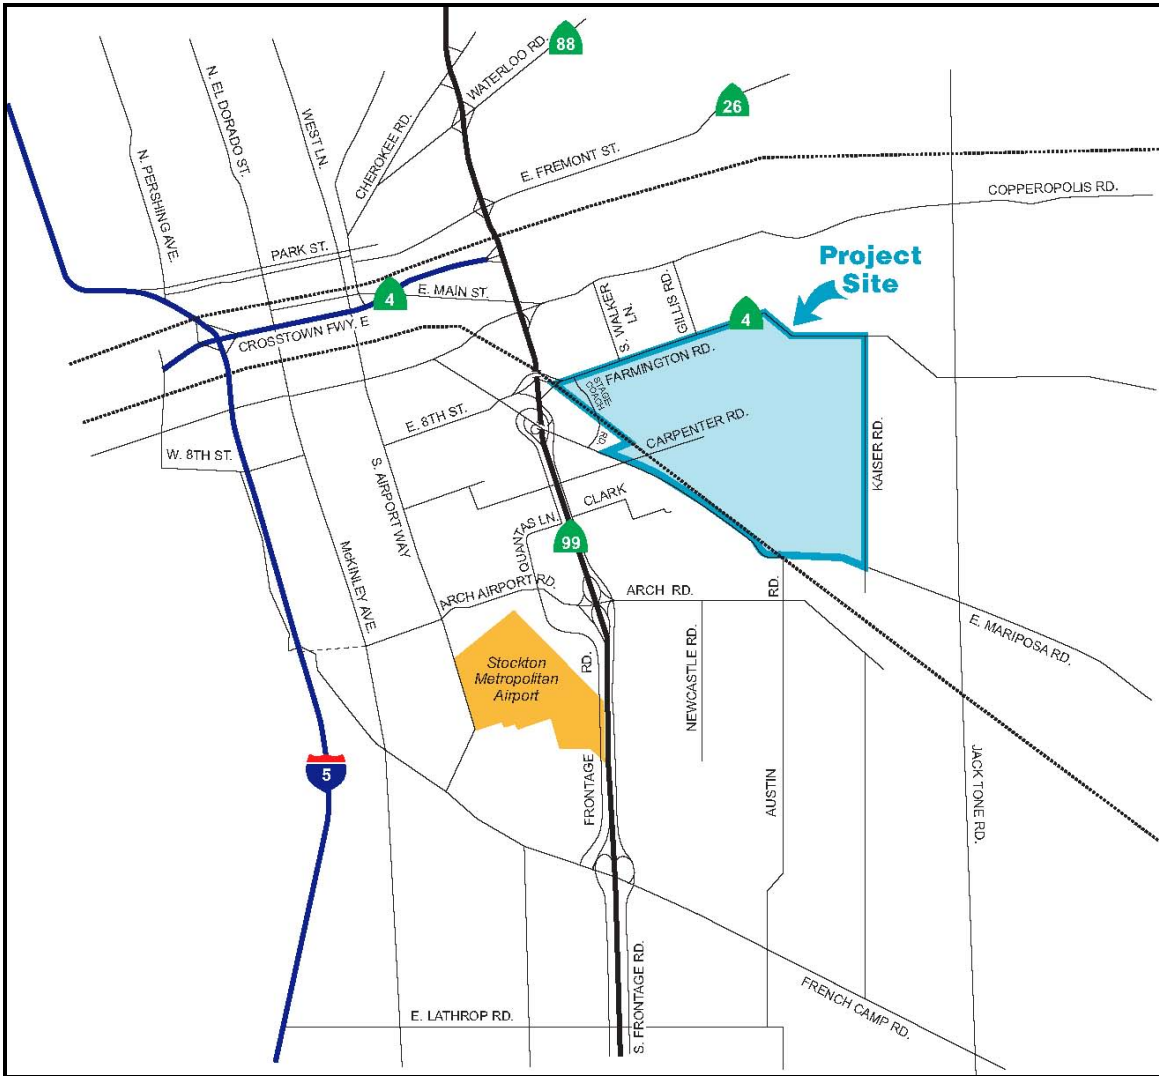 WATERLOO RD.
88
N. EL DORADO ST.
WEST LN.
CHEROKEE RD.
26
N. PERSHING AVE.
E. FREMONT ST.
COPPEROPOLIS RD.
PARK ST.
Project
Site
4
E. MAIN ST.
S. WALKER
LN.
GILLIS RD.
4
CROSSTOWN FWY. E
FARMINGTON RD.
STAGE
COACH
RD.
E. 8TH ST.
CARPENTER RD.
KAISER RD.
W. 8TH ST.
S. AIRPORT WAY
CLARK
QUANTAS LN.
99
McKINLEY AVE.
ARCH AIRPORT RD.
ARCH RD.
RD.
E. MARIPOSA RD.
Stockton
Metropolitan
Airport
RD.
NEWCASTLE RD.
5
FRONTAGE
AUSTIN
JACK TONE RD.
S. FRONTAGE RD.
FRENCH CAMP RD.
E. LATHROP RD.